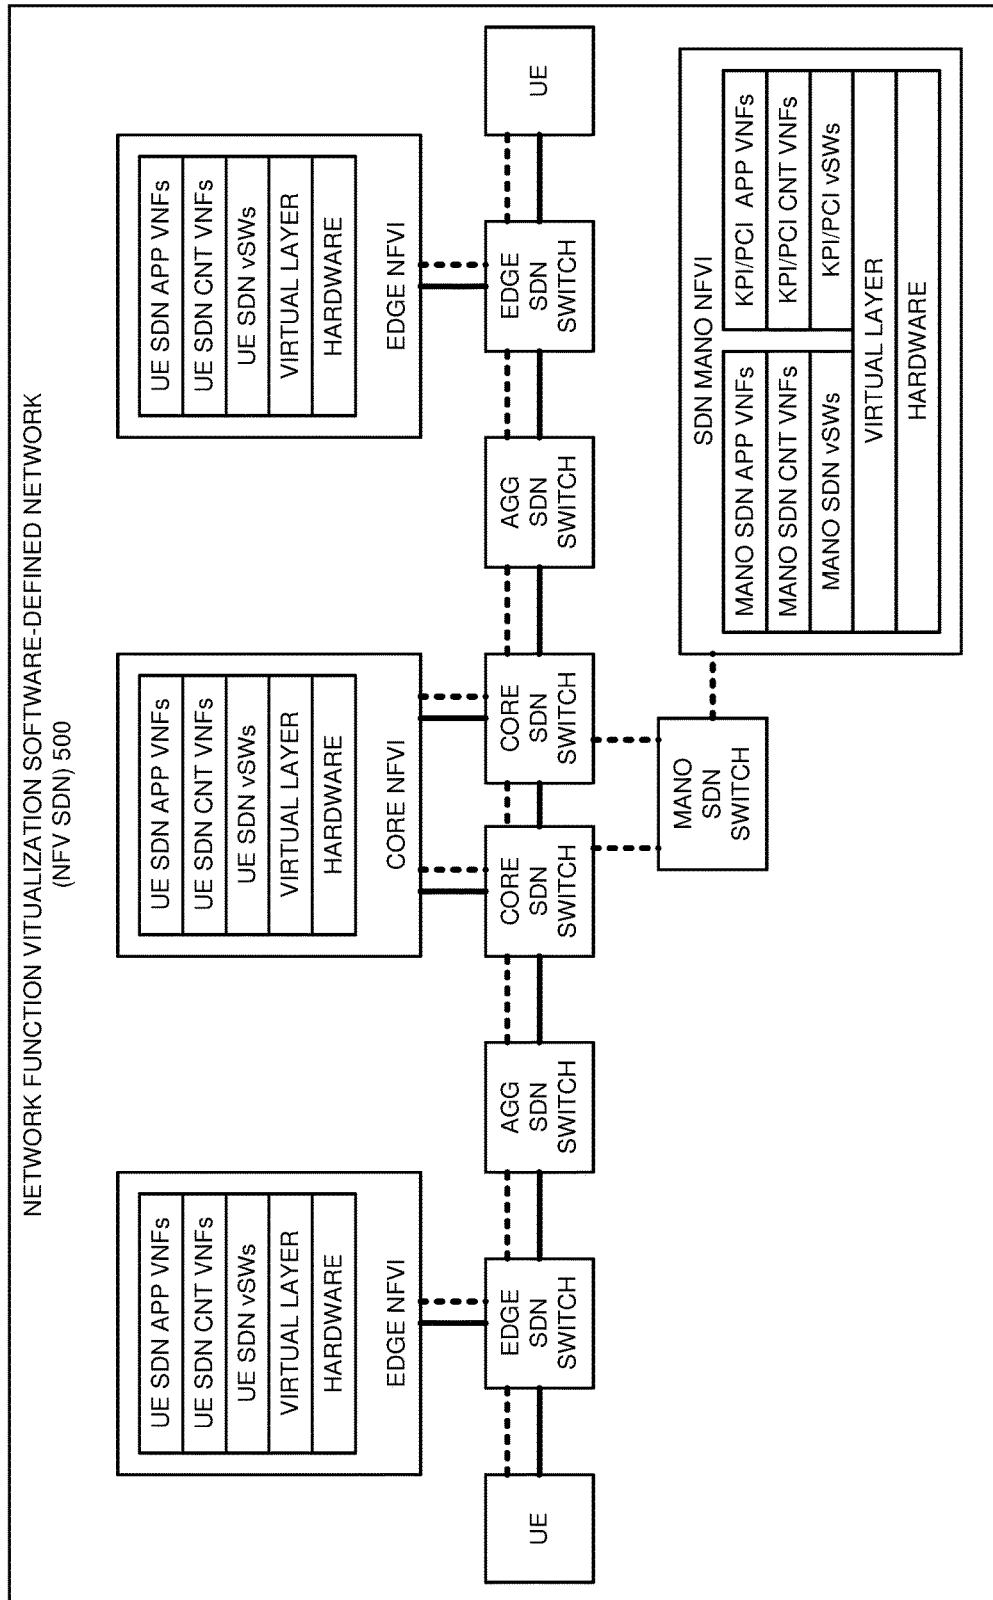 NETWORK FUNCTION VITUALIZATION SOFTWARE-DEFINED NETWORK
(NFV SDN) 500
UE SDN APP VNFs
UE SDN CNT VNFs
UE SDN vSWs
VIRTUAL LAYER
HARDWARE
EDGE NFVI
UE SDN APP VNFs
UE SDN CNT VNFs
UE SDN vSWs
VIRTUAL LAYER
HARDWARE
CORE NFVI
UE SDN APP VNFs
UE SDN CNT VNFs
UE SDN vSWs
VIRTUAL LAYER
HARDWARE
EDGE NFVI
UE
EDGE
SDN
SWITCH
AGG
SDN
SWITCH
CORE
SDN
SWITCH
CORE
SDN
SWITCH
AGG
SDN
SWITCH
EDGE
SDN
SWITCH
UE
MANO
SDN
SWITCH
SDN MANO NFVI
MANO SDN APP VNFs
KPI/PCI APP VNFs
MANO SDN CNT VNFs
KPI/PCI CNT VNFs
MANO SDN vSWs
KPI/PCI vSWs
VIRTUAL LAYER
HARDWARE